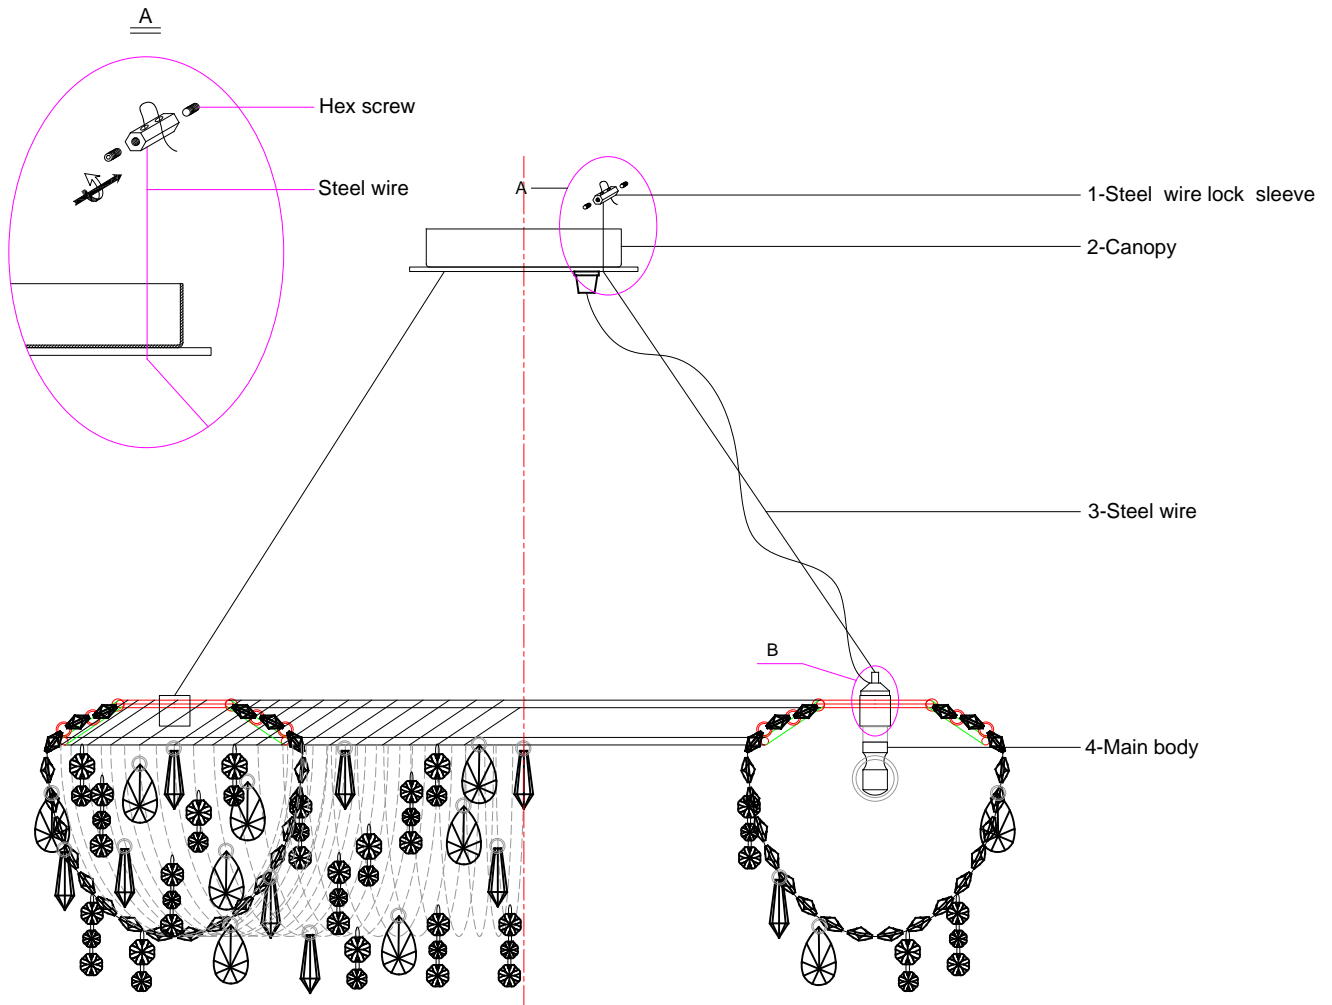 A
Hex screw
Steel wire
A
1-Steel wire lock sleeve
2-Canopy
3-Steel wire
B
4-Main body